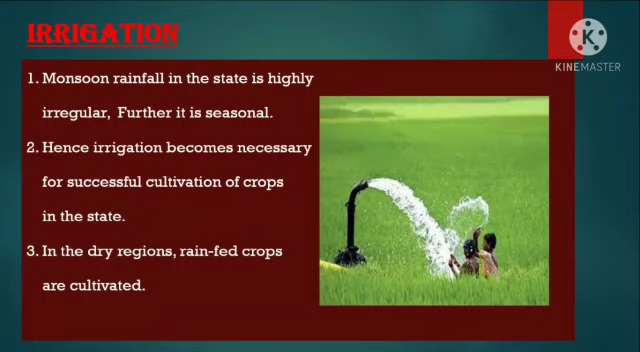 IRRIGATION
KINEMASTER
1. Monsoon rainfall in the state is highly
irregular, Further it is seasonal.
2. Hence irrigation becomes necessary
for successful cultivation of crops
in the state.
3. In the dry regions, rain-fed crops
are cultivated.